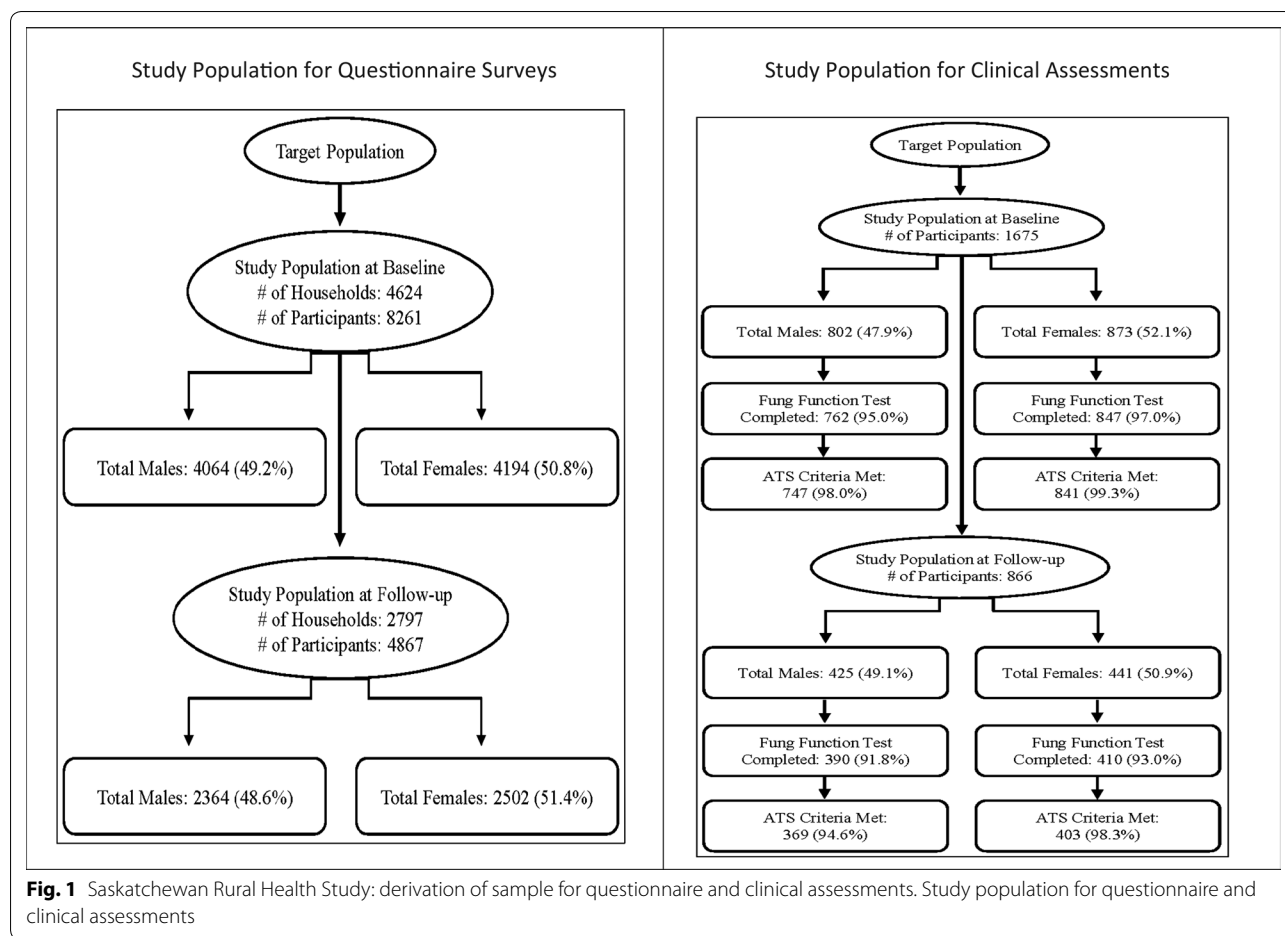 Study Population for Questionnaire Surveys
Target Population
Study Population at Baseline
# of Households: 4624
# of Participants: 8261
Total Males: 4064 (49.2%)
Total Females: 4194 (50.8%)
Study Population at Follow-up
# of Households: 2797
# of Participants: 4867
Total Males: 2364 (48.6%)
Total Females: 2502 (51.4%)
Study Population for Clinical Assessments
Target Population
Study Population at Baseline
# of Participants: 1675
Total Males: 802 (47.9%)
Total Females: 873 (52.1%)
Fung Function Test
Completed: 762 (95.0%)
Fung Function Test
Completed: 847 (97.0%)
ATS Criteria Met:
747 (98.0%)
ATS Criteria Met:
841 (99.3%)
Study Population at Follow-up
# of Participants: 866
Total Males: 425 (49.1%)
Total Females: 441 (50.9%)
Fung Function Test
Completed: 390 (91.8%)
Fung Function Test
Completed: 410 (93.0%)
ATS Criteria Met:
369 (94.6%)
ATS Criteria Met:
403 (98.3%)
Fig. 1 Saskatchewan Rural Health Study: derivation of sample for questionnaire and clinical assessments. Study population for questionnaire and
clinical assessments